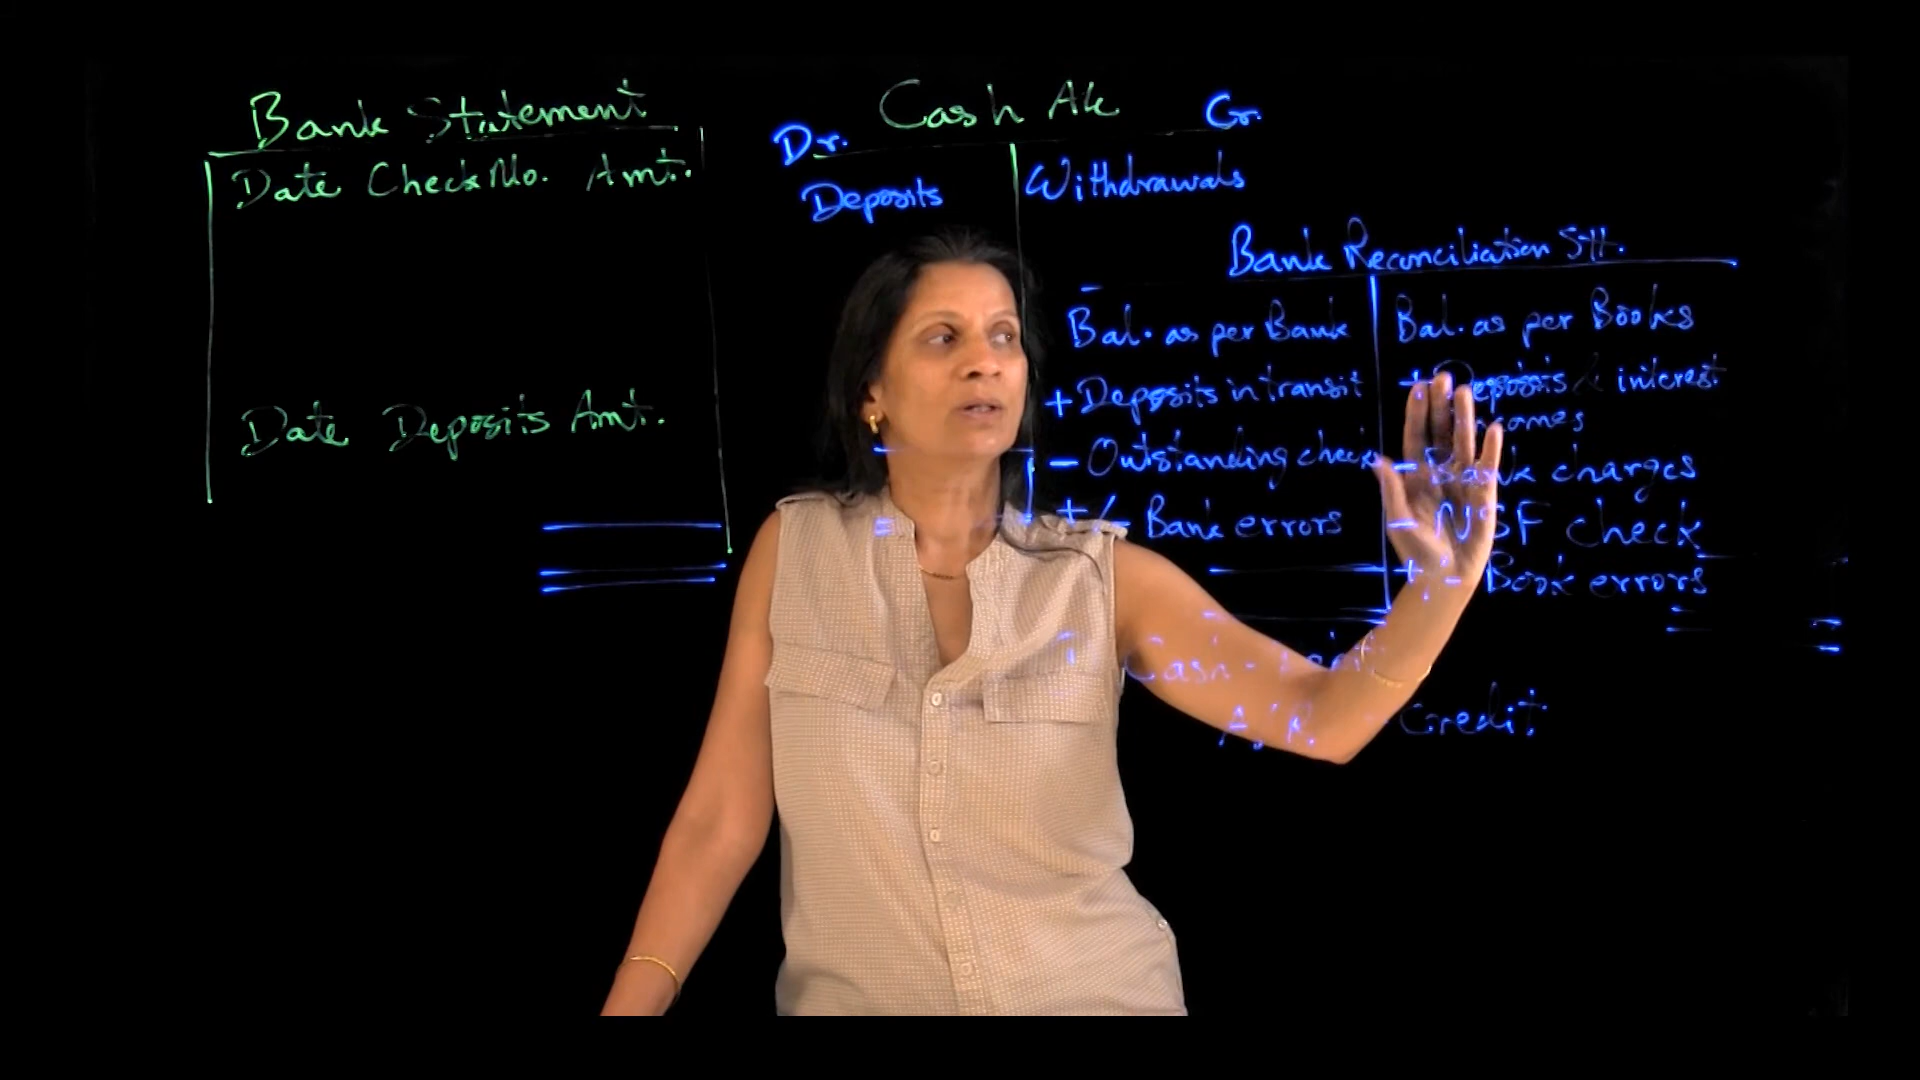 Bank Statement
Date Check No. Amt.
Date Deposits Amt.
Cash A/c
Dr.
Cr.
Deposits
Withdrawals
Bank Reconciliation Stt.
Bal. as per Bank
+ Deposits in transit
- Outstanding checks
+/- Bank errors
Bal. as per Books
+ Deposits & interest
incomes
- Bank charges
- NSF check
+/- Book errors
Cash -
A/R. - Credit